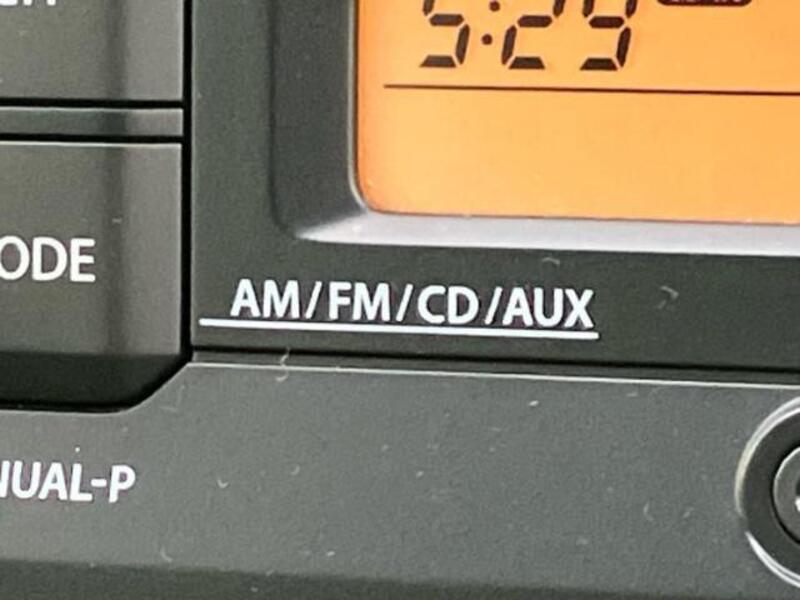 5:29
ODE
AM/FM/CD/AUX
NUAL-P